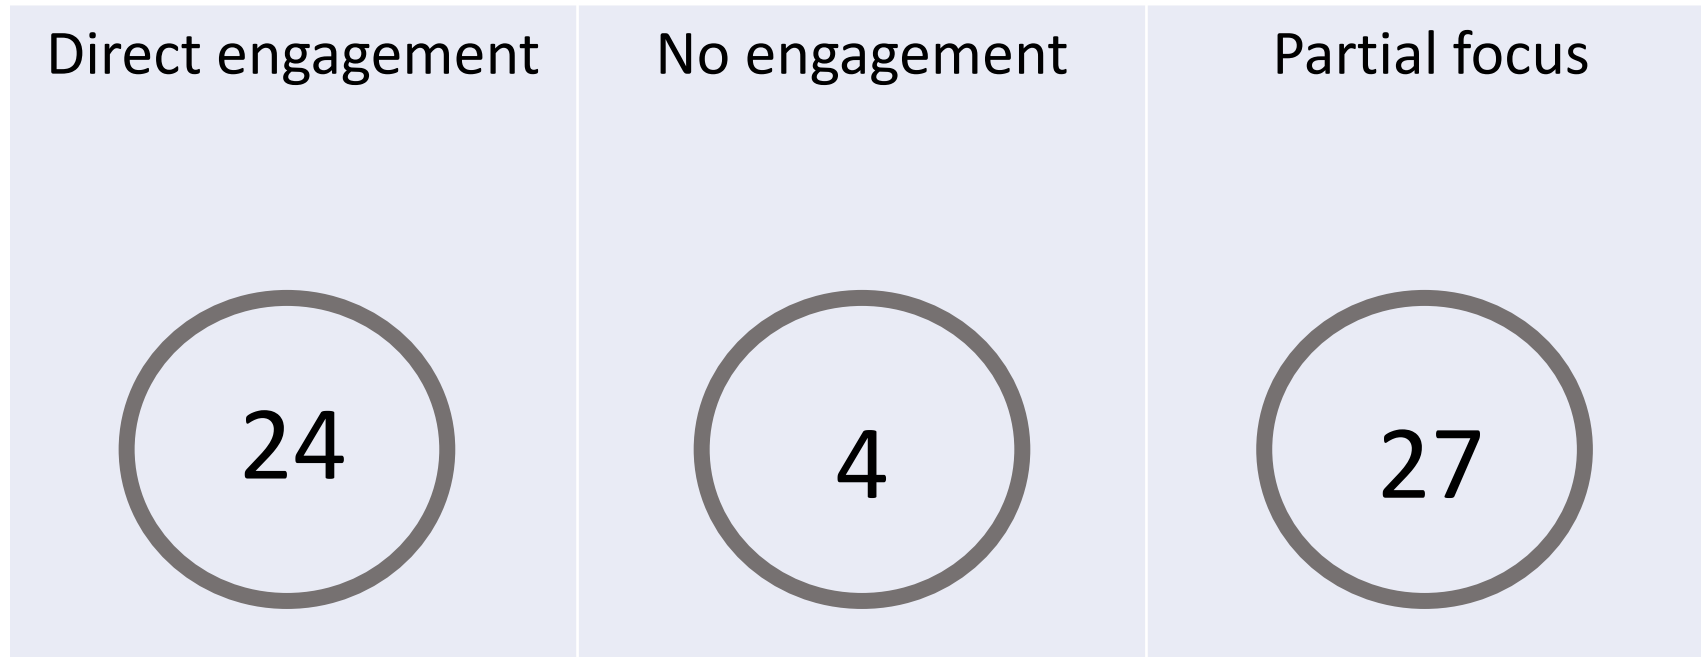 Direct engagement
No engagement
Partial focus
24
4
27